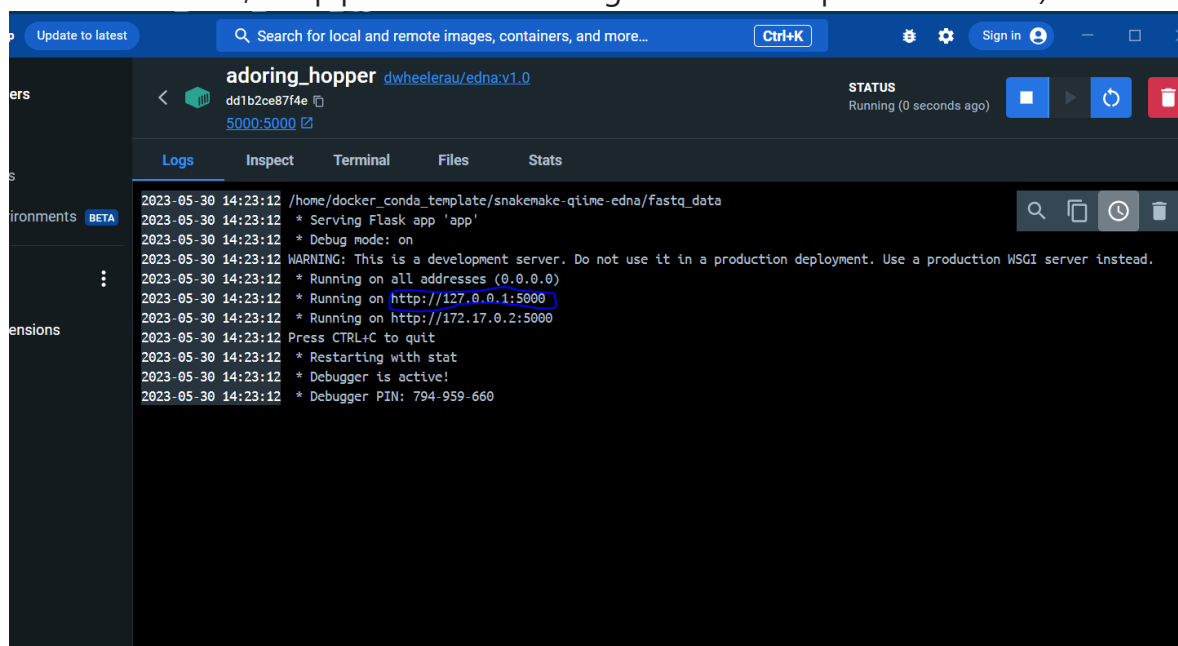 Update to latest
Search for local and remote images, containers, and more...
Ctrl+K
Sign in
adoring_hopper dwheelerau/edna:v1.0
dd1b2ce87f4e
5000:5000
STATUS
Running (0 seconds ago)
ers
s
ironments BETA
ensions
Logs Inspect Terminal Files Stats
2023-05-30 14:23:12 /home/docker_conda_template/snakemake-qiime-edna/fastq_data
2023-05-30 14:23:12 * Serving Flask app 'app'
2023-05-30 14:23:12 * Debug mode: on
2023-05-30 14:23:12 WARNING: This is a development server. Do not use it in a production deployment. Use a production WSGI server instead.
2023-05-30 14:23:12 * Running on all addresses (0.0.0.0)
2023-05-30 14:23:12 * Running on http://127.0.0.1:5000
2023-05-30 14:23:12 * Running on http://172.17.0.2:5000
2023-05-30 14:23:12 Press CTRL+C to quit
2023-05-30 14:23:12 * Restarting with stat
2023-05-30 14:23:12 * Debugger is active!
2023-05-30 14:23:12 * Debugger PIN: 794-959-660